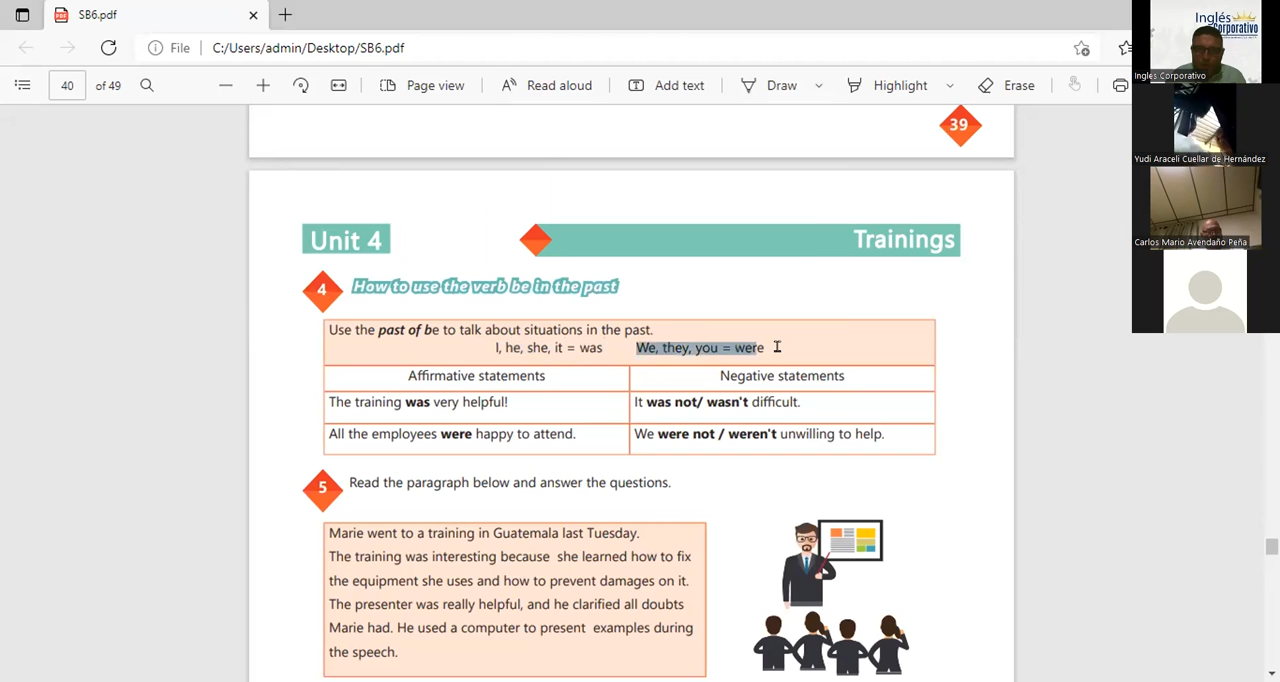 SB6.pdf
File
C:/Users/admin/Desktop/SB6.pdf
40 of 49
Page view
Read aloud
Add text
Draw
Highlight
Erase
39
Unit 4
Trainings
4
How to use the verb be in the past
Use the past of be to talk about situations in the past.
I, he, she, it = was We, they, you = were
Affirmative statements
Negative statements
The training was very helpful!
It was not/ wasn't difficult.
All the employees were happy to attend.
We were not / weren't unwilling to help.
5
Read the paragraph below and answer the questions.
Marie went to a training in Guatemala last Tuesday.
The training was interesting because she learned how to fix
the equipment she uses and how to prevent damages on it.
The presenter was really helpful, and he clarified all doubts
Marie had. He used a computer to present examples during
the speech.
Inglés
Corporativo
Ingles Corporativo
Yudi Araceli Cuellar de Hernández
Carlos Mario Avendaño Peña